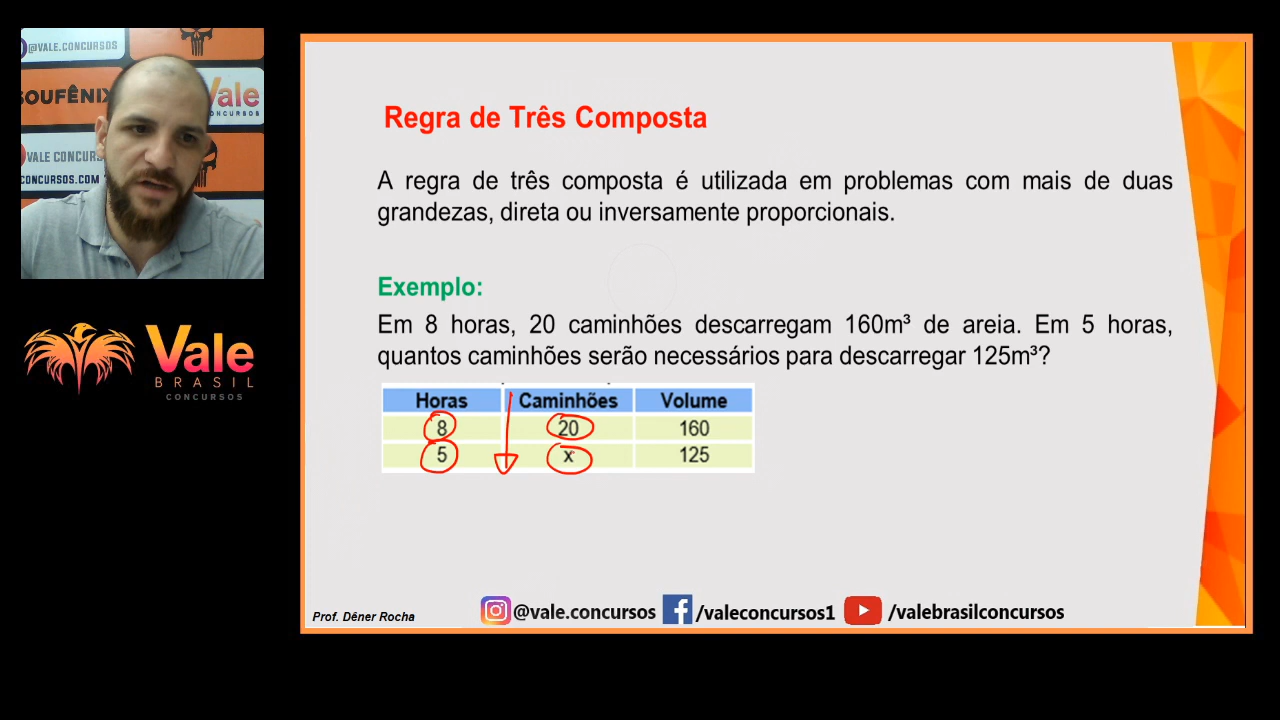 @VALE.CONCURSOS
SOUFÊNIX
Vale
CONCURSOS
VALE CONCURS
CONCURSOS.COM
Vale
BRASIL
CONCURSOS
Regra de Três Composta
A regra de três composta é utilizada em problemas com mais de duas
grandezas, direta ou inversamente proporcionais.
Exemplo:
Em 8 horas, 20 caminhões descarregam 160m³ de areia. Em 5 horas,
quantos caminhões serão necessários para descarregar 125m³?
Horas Caminhões Volume
8 20 160
5 x 125
Prof. Dêner Rocha
@vale.concursos /valeconcursos1 /valebrasilconcursos